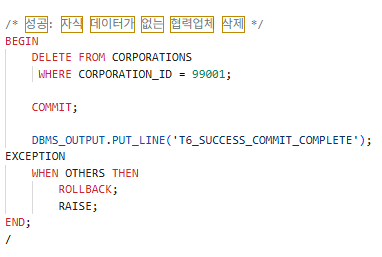 /* 성공: 자식 데이터가 없는 협력업체 삭제 */
BEGIN
    DELETE FROM CORPORATIONS
     WHERE CORPORATION_ID = 99001;

    COMMIT;

    DBMS_OUTPUT.PUT_LINE('T6_SUCCESS_COMMIT_COMPLETE');
EXCEPTION
    WHEN OTHERS THEN
        ROLLBACK;
        RAISE;
END;
/